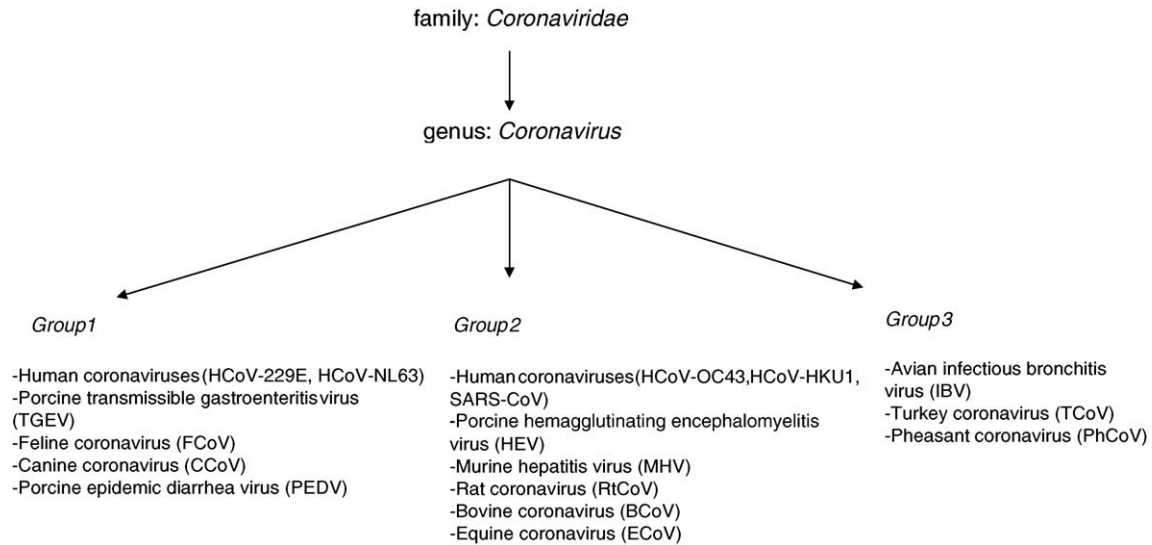 family: Coronaviridae
genus: Coronavirus
Group1
-Human coronaviruses(HCoV-229E, HCoV-NL63)
-Porcine transmissible gastroenteritisvirus
(TGEV)
-Feline coronavirus (FCoV)
-Canine coronavirus (CCoV)
-Porcine epidemic diarrhea virus (PEDV)
Group2
-Human coronaviruses(HCoV-OC43,HCoV-HKU1,
SARS-CoV)
-Porcine hemagglutinating encephalomyelitis
virus (HEV)
-Murine hepatitis virus (MHV)
-Rat coronavirus (RtCoV)
-Bovine coronavirus (BCoV)
-Equine coronavirus (ECoV)
Group3
-Avian infectious bronchitis
virus (IBV)
-Turkey coronavirus (TCoV)
-Pheasant coronavirus (PhCoV)